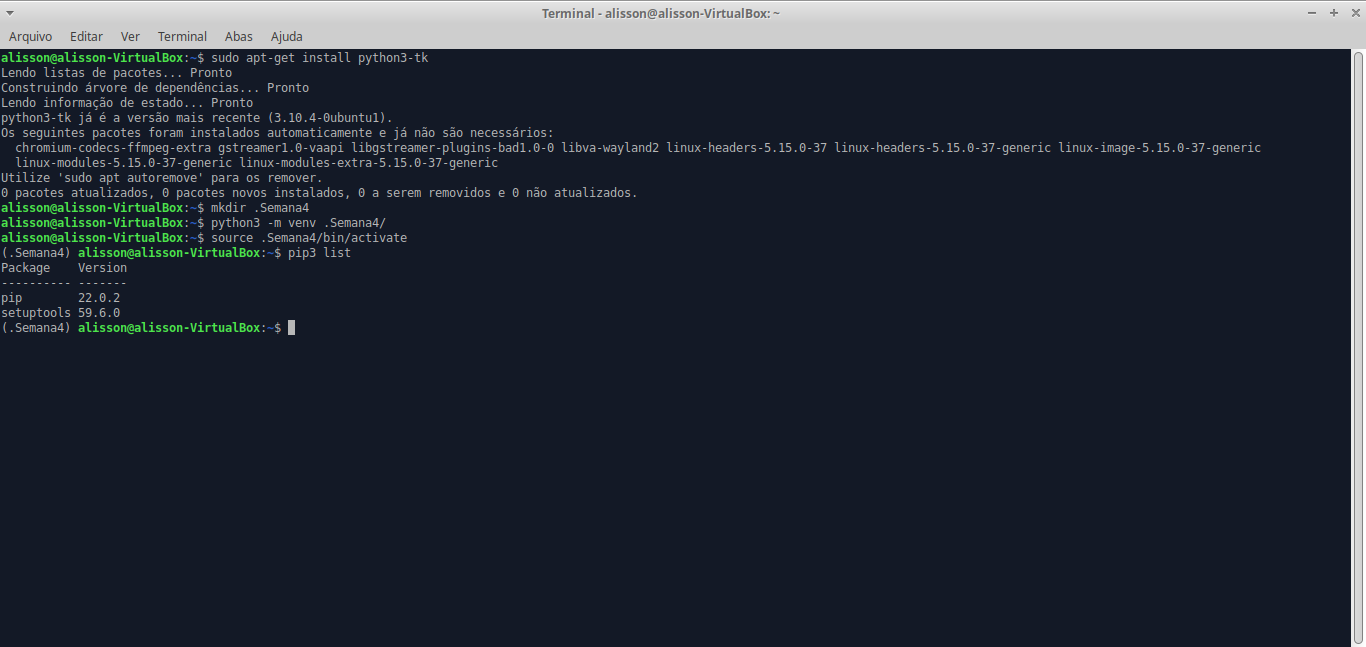 Terminal - alisson@alisson-VirtualBox: ~
Arquivo Editar Ver Terminal Abas Ajuda
alisson@alisson-VirtualBox:~$ sudo apt-get install python3-tk
Lendo listas de pacotes... Pronto
Construindo árvore de dependências... Pronto
Lendo informação de estado... Pronto
python3-tk já é a versão mais recente (3.10.4-0ubuntu1).
Os seguintes pacotes foram instalados automaticamente e já não são necessários:
  chromium-codecs-ffmpeg-extra gstreamer1.0-vaapi libgstreamer-plugins-bad1.0-0 libva-wayland2 linux-headers-5.15.0-37 linux-headers-5.15.0-37-generic linux-image-5.15.0-37-generic
  linux-modules-5.15.0-37-generic linux-modules-extra-5.15.0-37-generic
Utilize 'sudo apt autoremove' para os remover.
0 pacotes atualizados, 0 pacotes novos instalados, 0 a serem removidos e 0 não atualizados.
alisson@alisson-VirtualBox:~$ mkdir .Semana4
alisson@alisson-VirtualBox:~$ python3 -m venv .Semana4/
alisson@alisson-VirtualBox:~$ source .Semana4/bin/activate
(.Semana4) alisson@alisson-VirtualBox:~$ pip3 list
Package    Version
---------- -------
pip        22.0.2
setuptools 59.6.0
(.Semana4) alisson@alisson-VirtualBox:~$